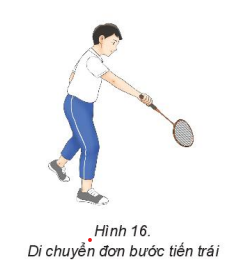 Hình 16.
Di chuyển đơn bước tiến trái